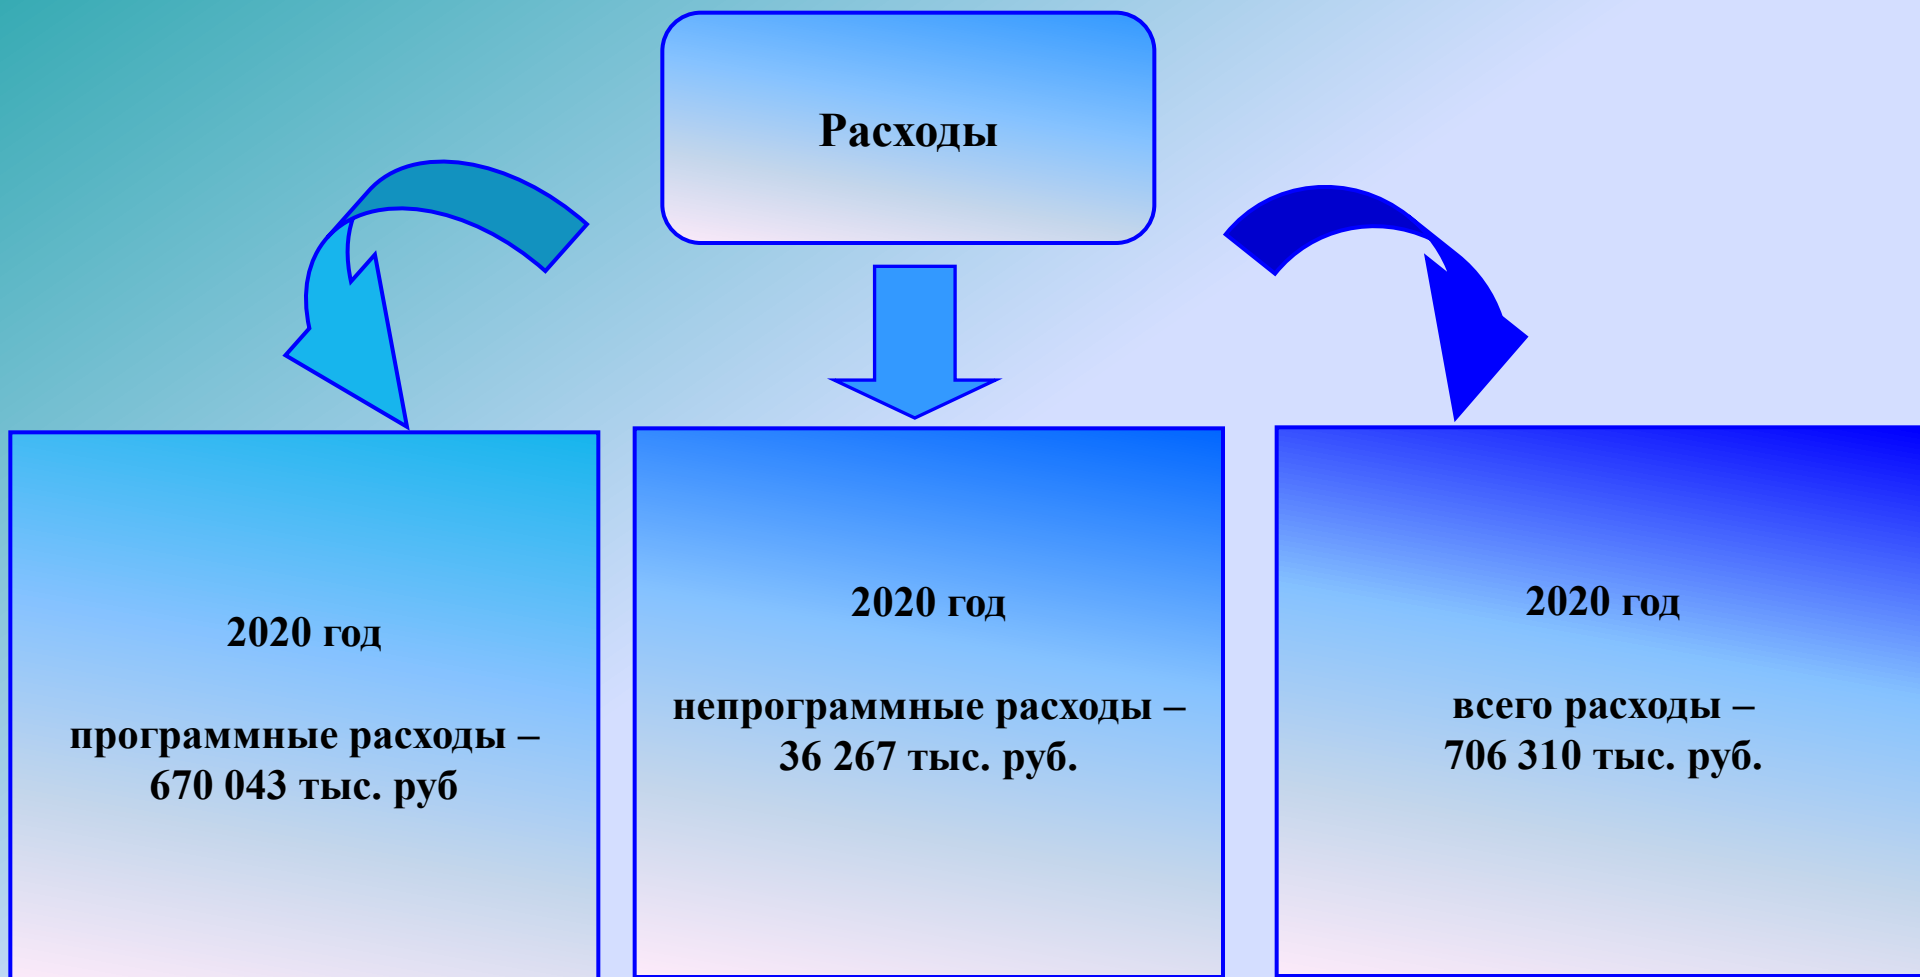 Расходы
2020 год
программные расходы –
670 043 тыс. руб
2020 год
непрограммные расходы –
36 267 тыс. руб.
2020 год
всего расходы –
706 310 тыс. руб.